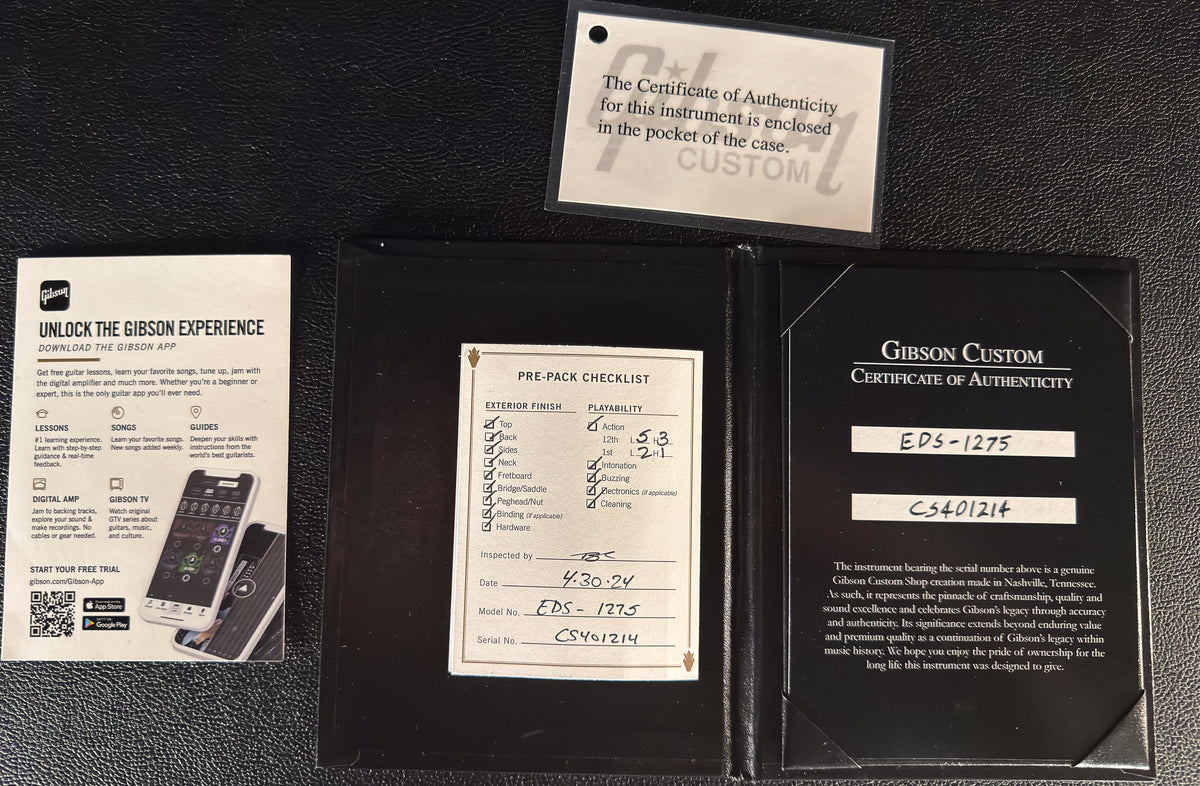 Gibson
CUSTOM
The Certificate of Authenticity
for this instrument is enclosed
in the pocket of the case.
Gibson
UNLOCK THE GIBSON EXPERIENCE
DOWNLOAD THE GIBSON APP
Get free guitar lessons, learn your favorite songs, tune up, jam with
the digital amplifier and much more. Whether you're a beginner or
expert, this is the only guitar app you'll ever need.
LESSONS
#1 learning experience.
Learn with step-by-step
guidance & real-time
feedback.
SONGS
Learn your favorite songs.
New songs added weekly.
GUIDES
Deepen your skills with
instructions from the
world's best guitarists.
DIGITAL AMP
Jam to backing tracks,
explore your sound &
make recordings. No
cables or gear needed.
GIBSON TV
Watch original
series about
guitars, music,
and culture.
START YOUR FREE TRIAL
gibson.com/Gibson-App
App Store
Google Play
PRE-PACK CHECKLIST
EXTERIOR FINISH
Top
Back
Sides
Neck
Fretboard
Bridge/Saddle
Peghead/Nut
Binding (if applicable)
Hardware
PLAYABILITY
Action
12th L 5 H 3
1st L 2 H 1
Intonation
Buzzing
Electronics (if applicable)
Cleaning
Inspected by
Date 4.30.24
Model No. EDS-1275
Serial No. CS401214
GIBSON CUSTOM
CERTIFICATE OF AUTHENTICITY
EDS-1275
CS401214
The instrument bearing the serial number above is a genuine
Gibson Custom Shop creation made in Nashville, Tennessee.
As such, it represents the pinnacle of craftsmanship, quality and
sound excellence and celebrates Gibson's legacy through accuracy
and authenticity. Its significance extends beyond enduring value
and premium quality as a continuation of Gibson's legacy within
music history. We hope you enjoy the pride of ownership for the
long life this instrument was designed to give.